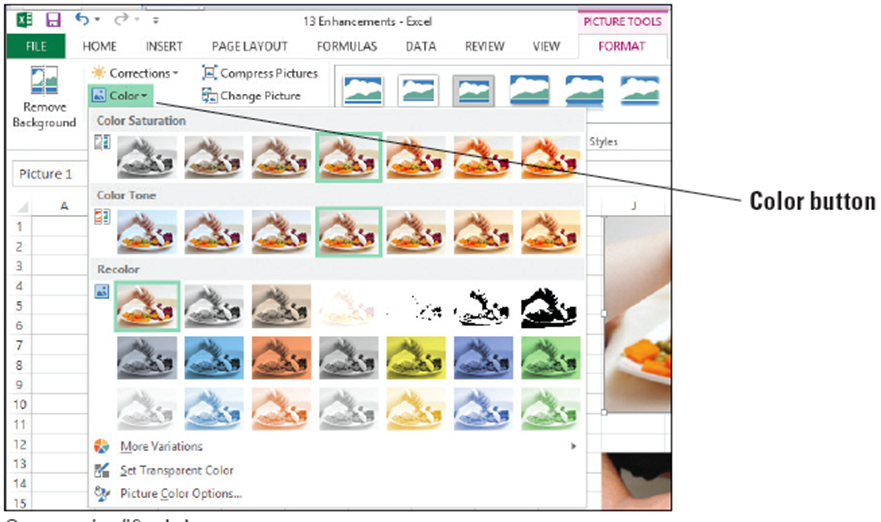 13 Enhancements - Excel
PICTURE TOOLS
FILE HOME INSERT PAGE LAYOUT FORMULAS DATA REVIEW VIEW FORMAT
Corrections
Compress Pictures
Color
Change Picture
Remove
Background
Color Saturation
Styles
Picture 1
Color Tone
Color button
A
J
1
2
3
Recolor
4
5
6
7
8
9
10
11
12
More Variations
13
Set Transparent Color
14
Picture Color Options...
15